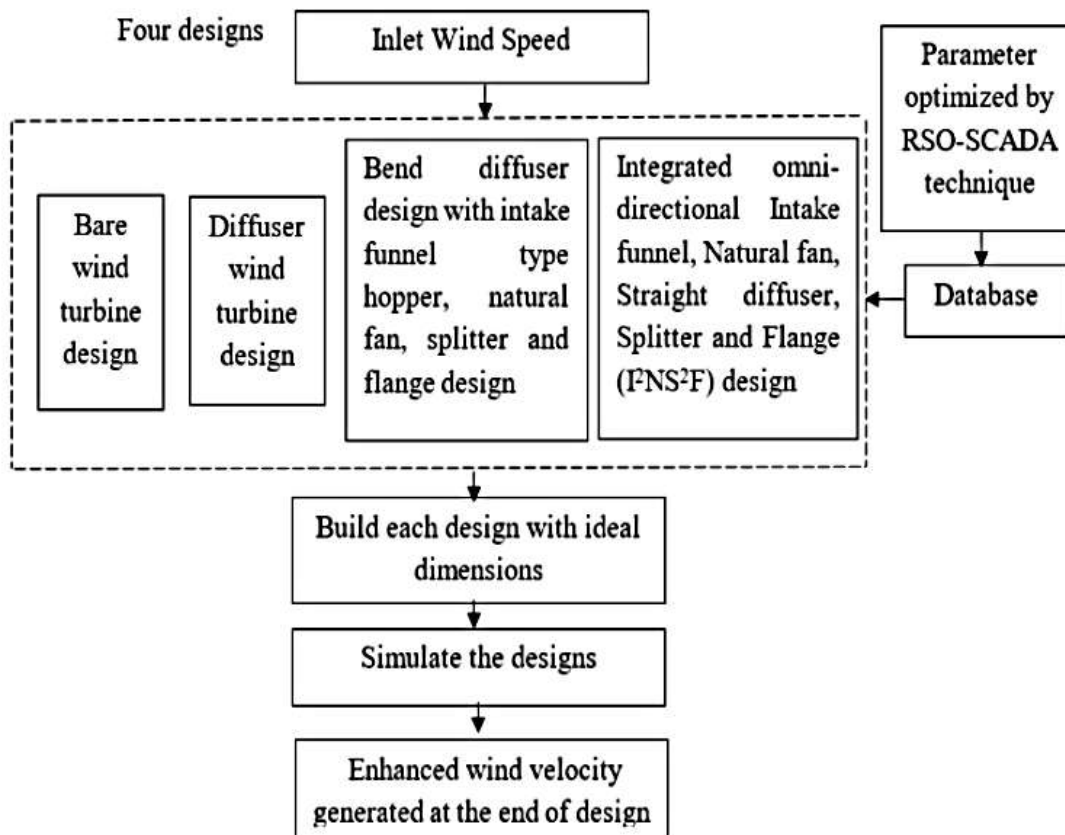 Four designs
Inlet Wind Speed
Parameter
optimized by
RSO-SCADA
technique
Bare
wind
turbine
design
Diffuser
wind
turbine
design
Bend diffuser
design with intake
funnel type
hopper, natural
fan, splitter and
flange design
Integrated omni-
directional Intake
funnel, Natural fan,
Straight diffuser,
Splitter and Flange
(I²NS²F) design
Database
Build each design with ideal
dimensions
Simulate the designs
Enhanced wind velocity
generated at the end of design